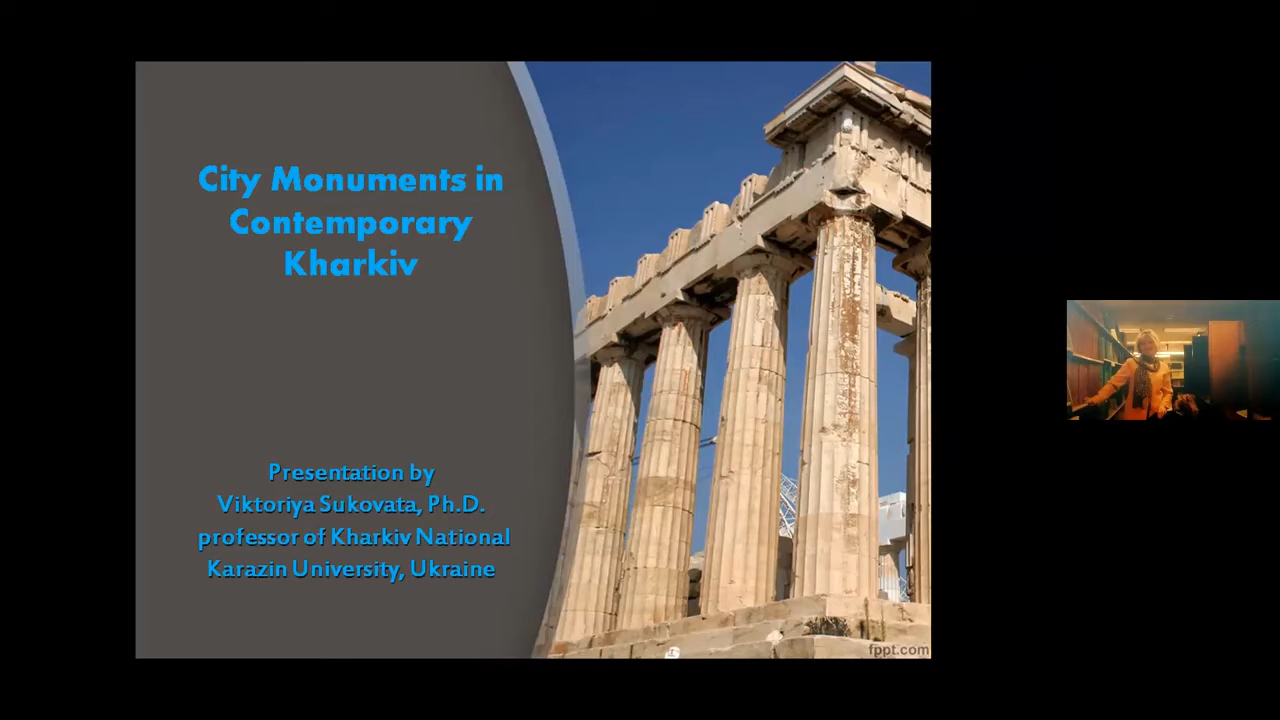 City Monuments in
Contemporary
Kharkiv
Presentation by
Viktoriya Sukovata, Ph.D.
professor of Kharkiv National
Karazin University, Ukraine
fppt.com